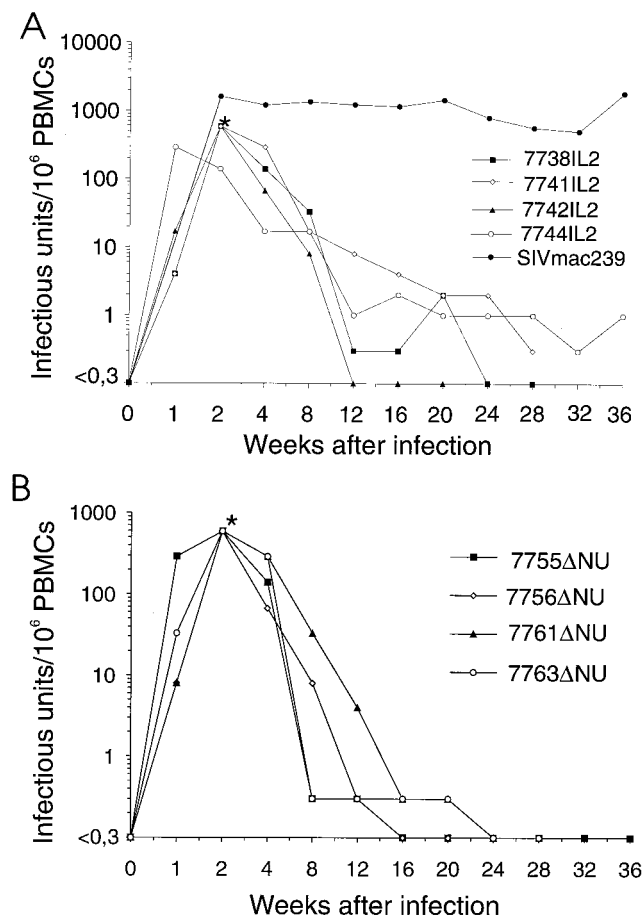 A
Infectious units/10⁶ PBMCs
10000
1000
100
10
1
<0,3
*
7738IL2
7741IL2
7742IL2
7744IL2
SIVmac239
0 1 2 4 8 12 16 20 24 28 32 36
Weeks after infection
B
Infectious units/10⁶ PBMCs
1000
100
10
1
<0,3
*
7755ΔNU
7756ΔNU
7761ΔNU
7763ΔNU
0 1 2 4 8 12 16 20 24 28 32 36
Weeks after infection